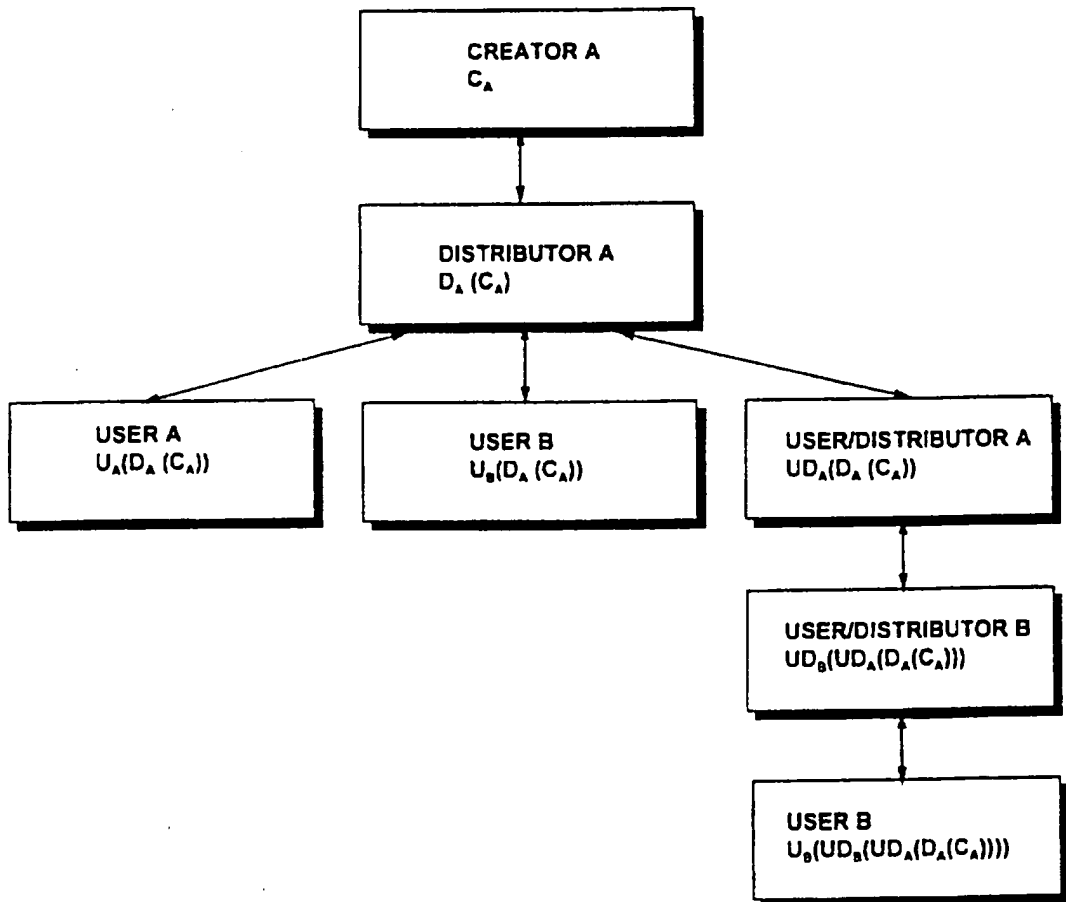 CREATOR A
C_A
DISTRIBUTOR A
D_A (C_A)
USER A
U_A(D_A (C_A))
USER B
U_B(D_A (C_A))
USER/DISTRIBUTOR A
UD_A(D_A (C_A))
USER/DISTRIBUTOR B
UD_B(UD_A(D_A(C_A)))
USER B
U_B(UD_B(UD_A(D_A(C_A))))